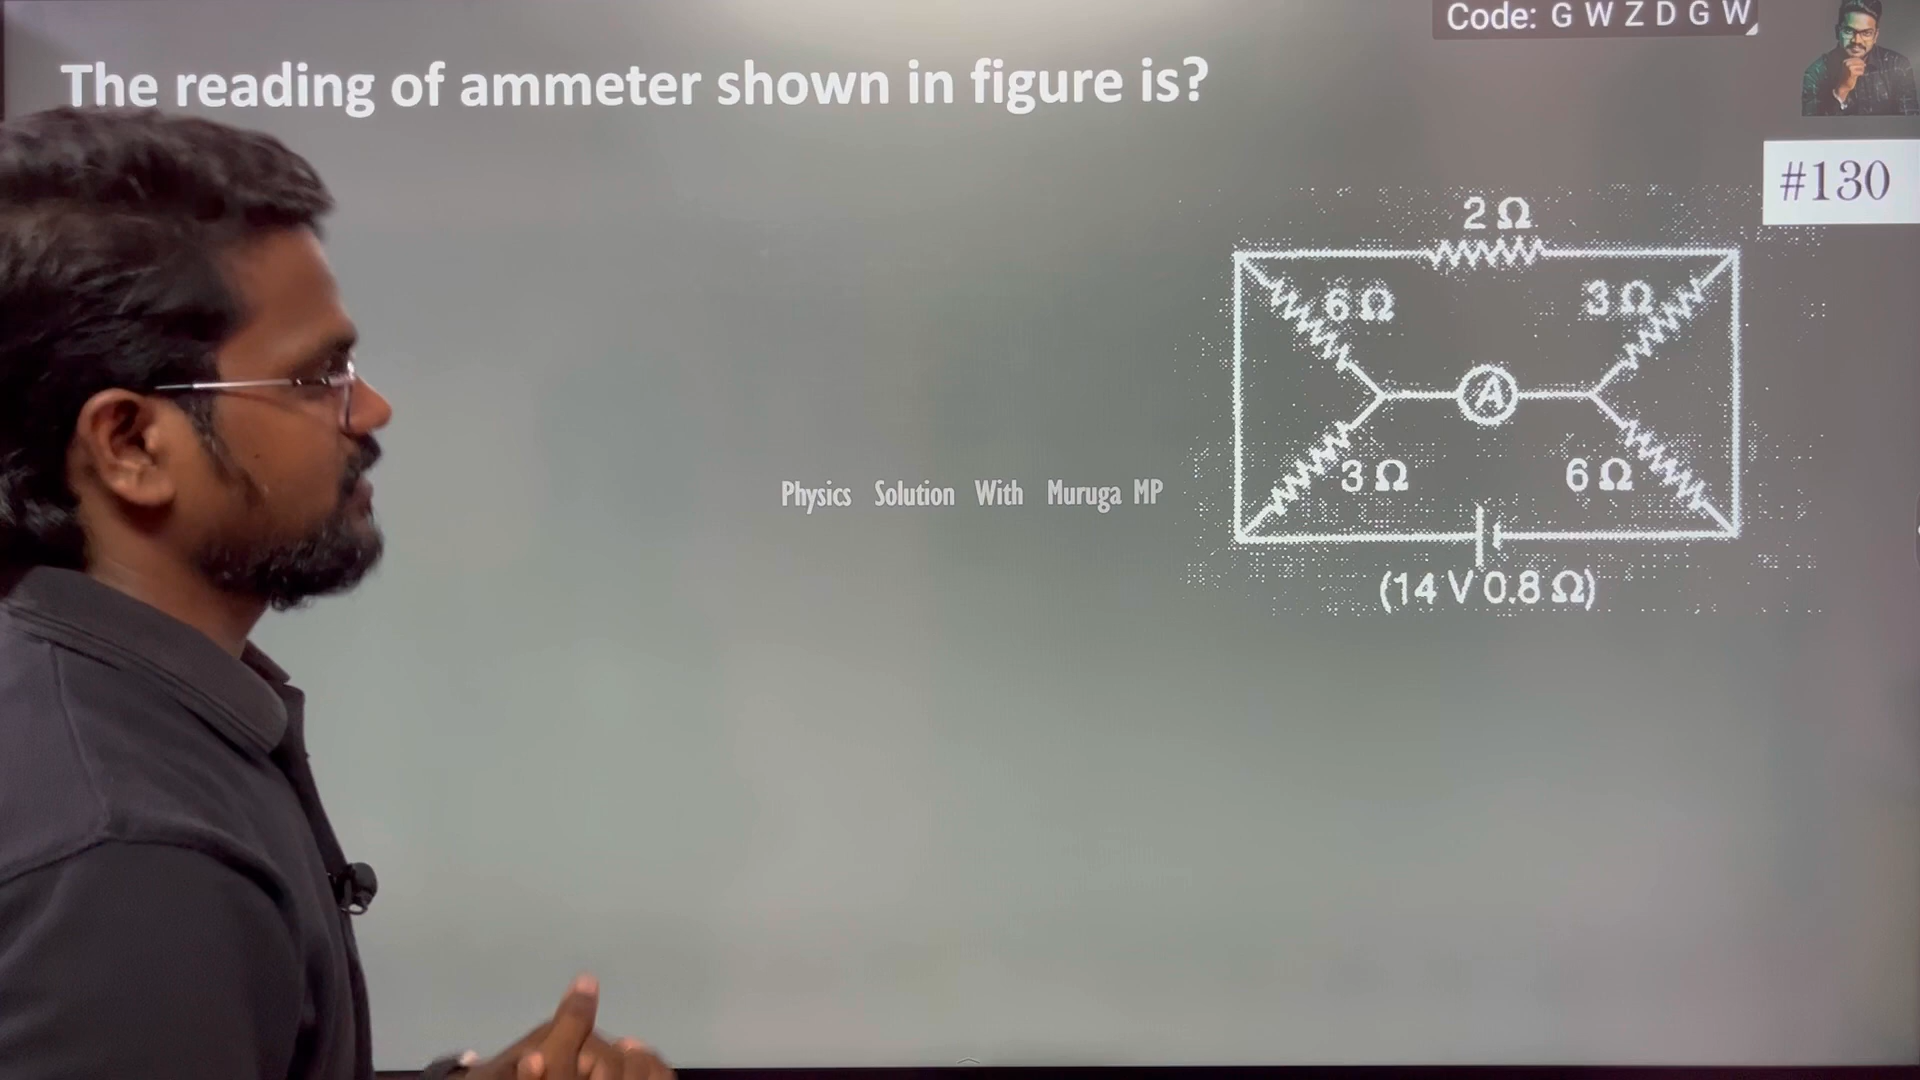 Code: G W Z D G W
The reading of ammeter shown in figure is?
#130
2 Ω
6 Ω
3 Ω
A
Physics Solution With Muruga MP
3 Ω
6 Ω
(14 V 0.8 Ω)